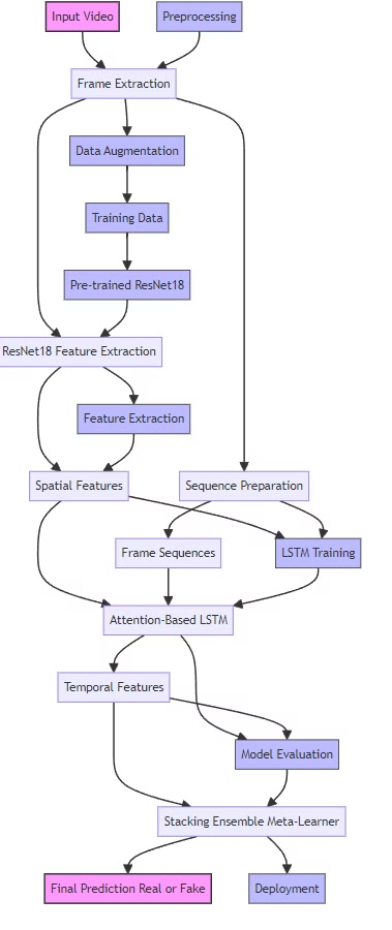 Input Video
Preprocessing
Frame Extraction
Data Augmentation
Training Data
Pre-trained ResNet18
ResNet18 Feature Extraction
Feature Extraction
Spatial Features
Sequence Preparation
Frame Sequences
LSTM Training
Attention-Based LSTM
Temporal Features
Model Evaluation
Stacking Ensemble Meta-Learner
Final Prediction Real or Fake
Deployment